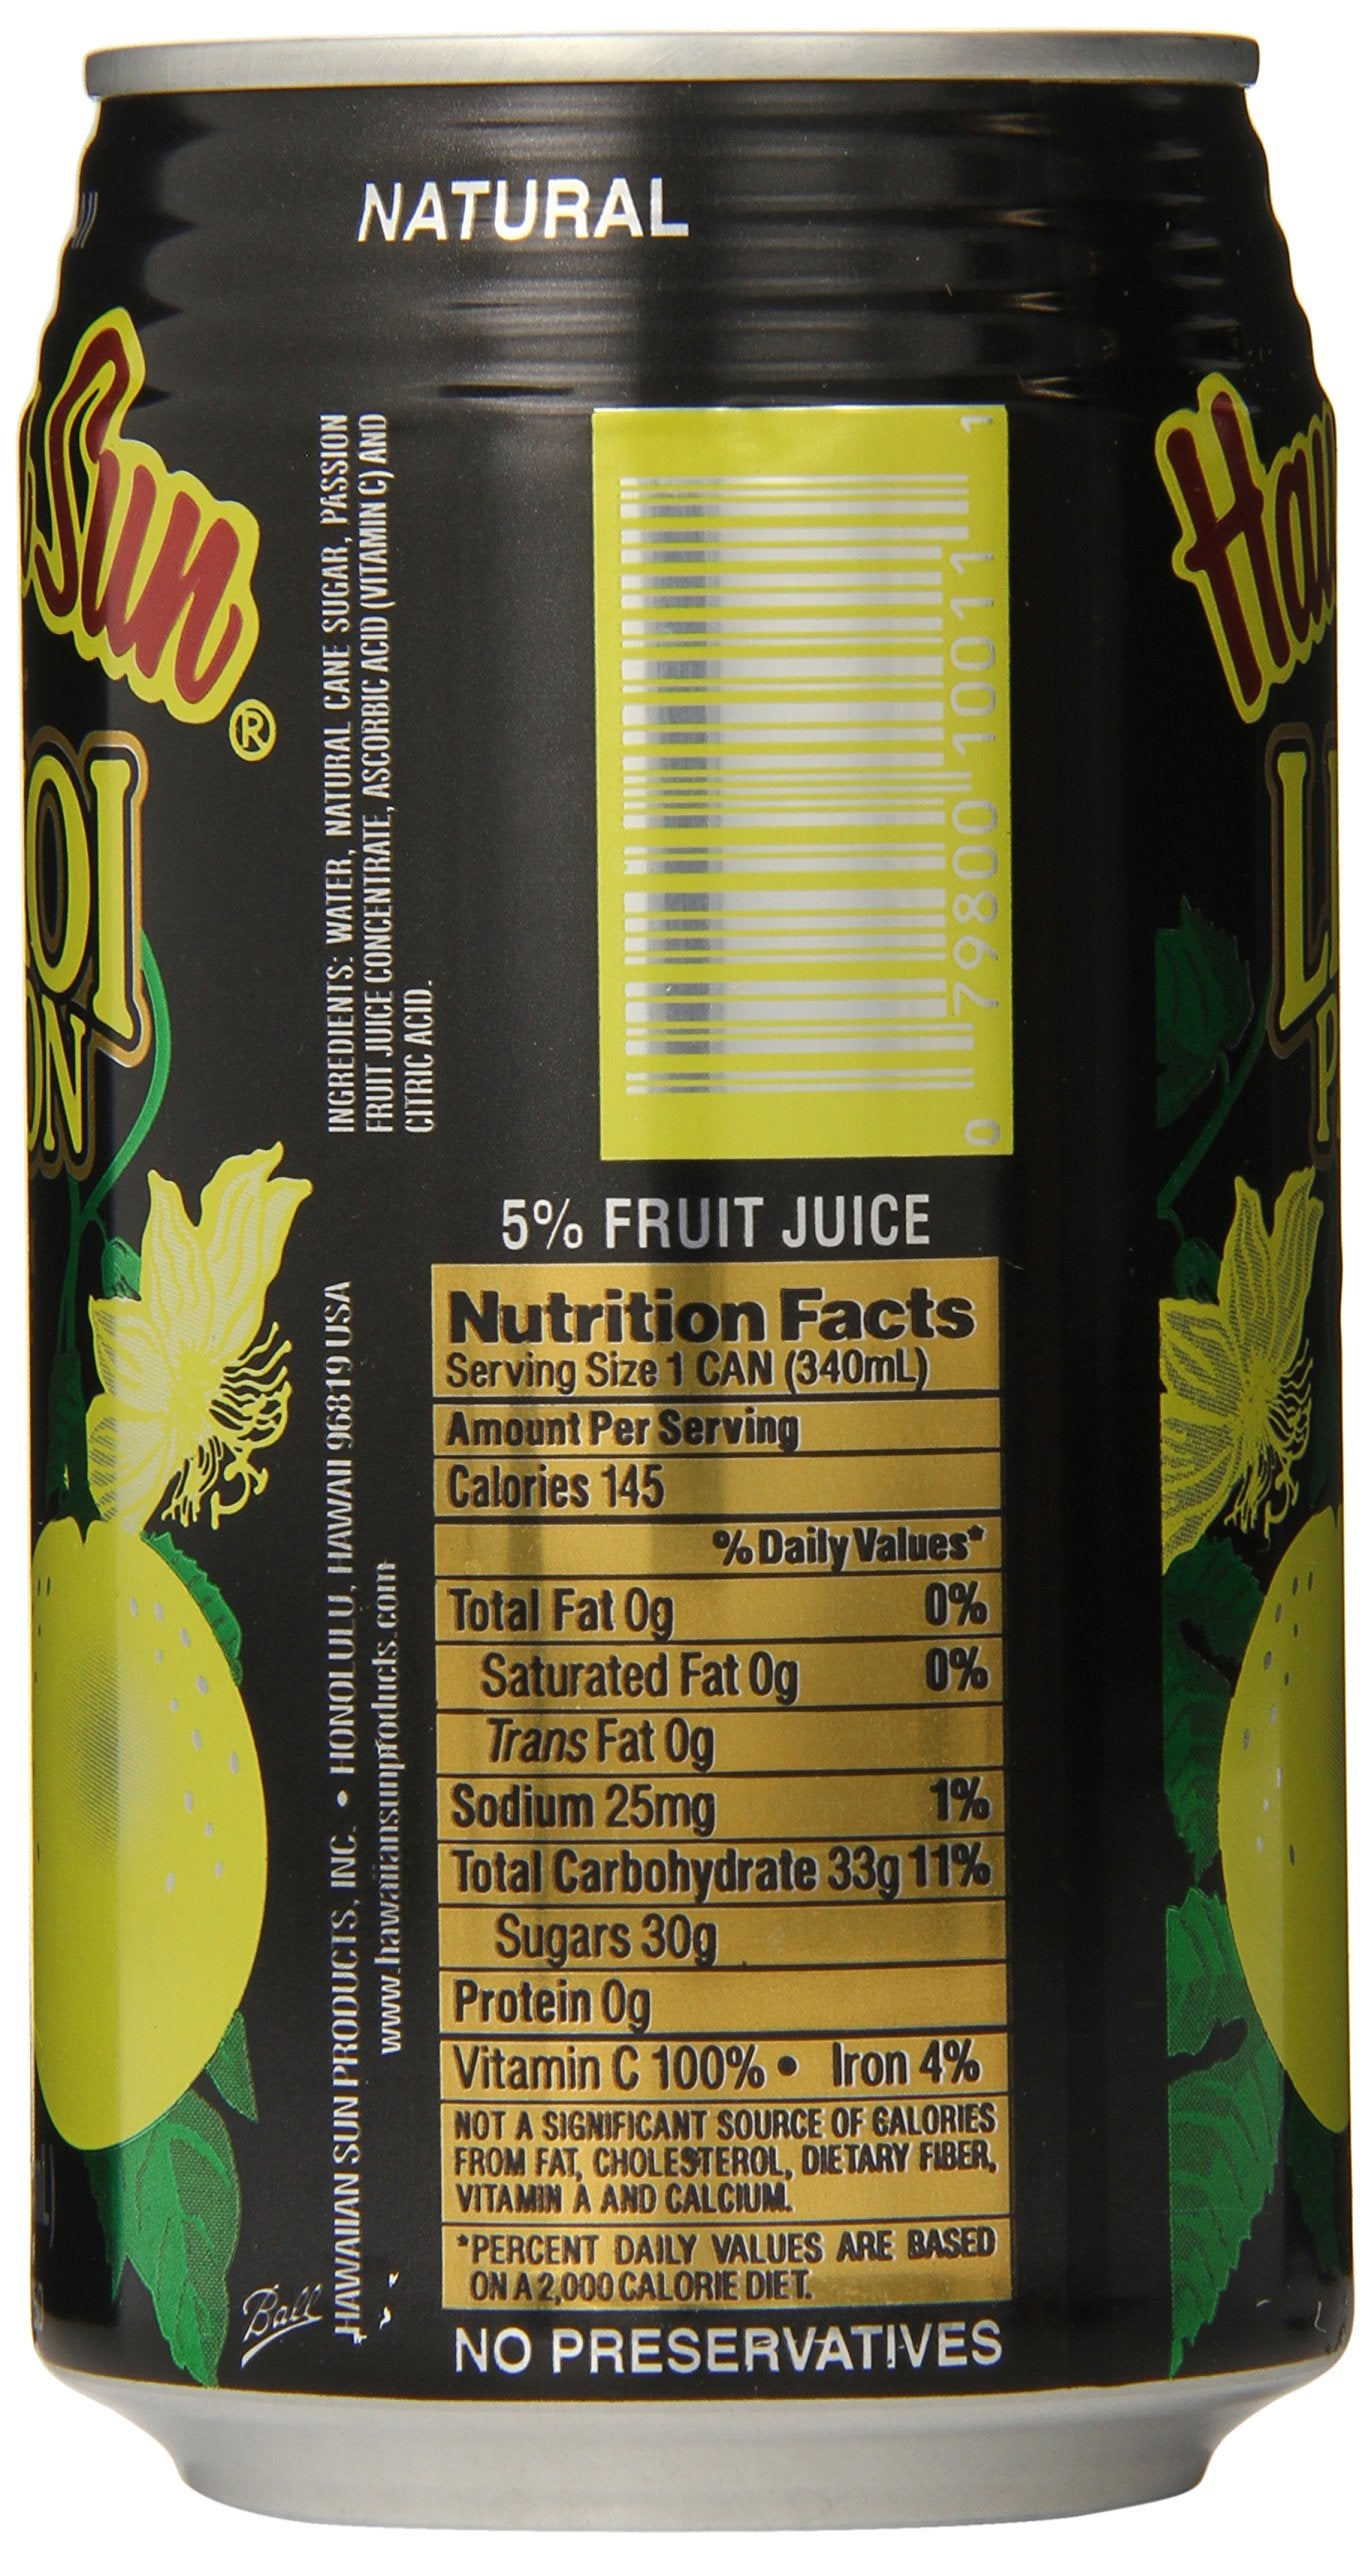 NATURAL
Sun®
Hau
OI
ON
LI
P
INGREDIENTS: WATER, NATURAL CANE SUGAR, PASSION
FRUIT JUICE CONCENTRATE, ASCORBIC ACID (VITAMIN C) AND
CITRIC ACID.
0 79800 10011 1
5% FRUIT JUICE
Nutrition Facts
Serving Size 1 CAN (340mL)
Amount Per Serving
Calories 145
% Daily Values*
Total Fat 0g 0%
Saturated Fat 0g 0%
Trans Fat 0g
Sodium 25mg 1%
Total Carbohydrate 33g 11%
Sugars 30g
Protein 0g
Vitamin C 100% • Iron 4%
NOT A SIGNIFICANT SOURCE OF CALORIES
FROM FAT, CHOLESTEROL, DIETARY FIBER,
VITAMIN A AND CALCIUM.
*PERCENT DAILY VALUES ARE BASED
ON A 2,000 CALORIE DIET.
NO PRESERVATIVES
HAWAIIAN SUN PRODUCTS, INC. • HONOLULU, HAWAII 96819 USA
www.hawaiiansunproducts.com
Ball